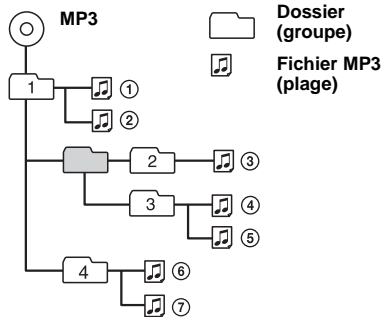 MP3
Dossier
(groupe)
Fichier MP3
(plage)
1
①
②
2
③
3
④
⑤
4
⑥
⑦